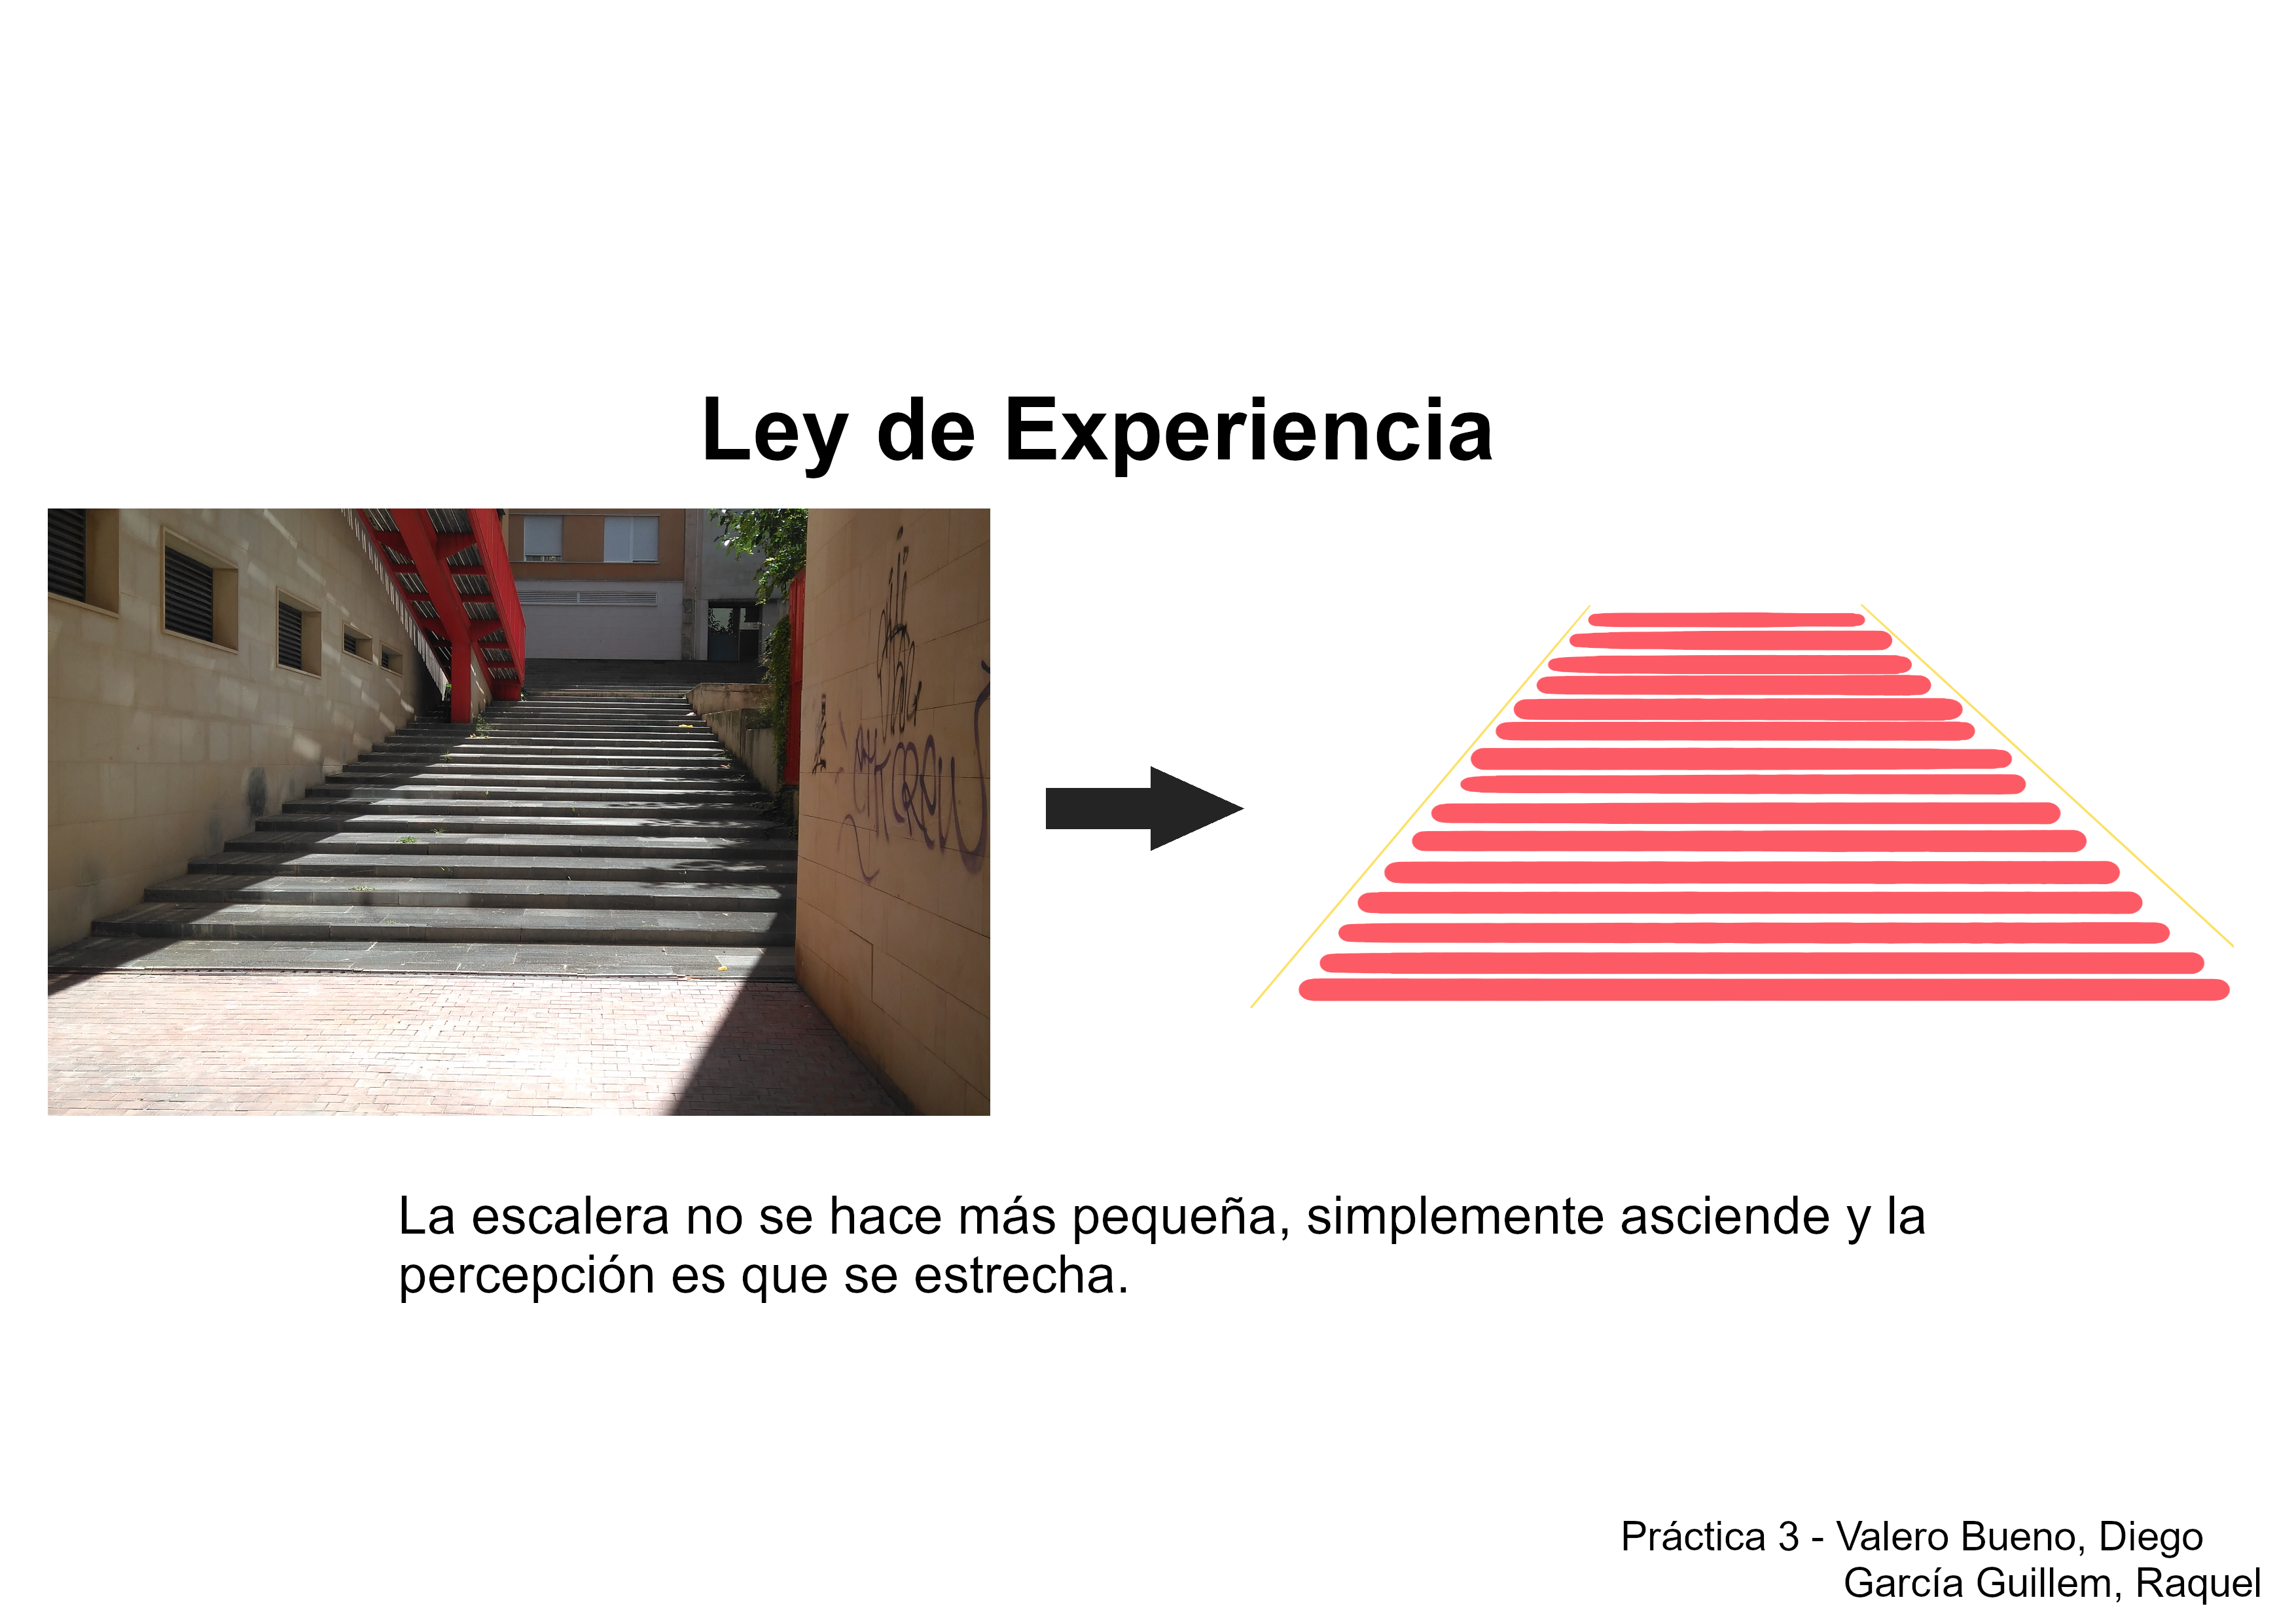 Ley de Experiencia
La escalera no se hace más pequeña, simplemente asciende y la
percepción es que se estrecha.
Práctica 3 - Valero Bueno, Diego
García Guillem, Raquel